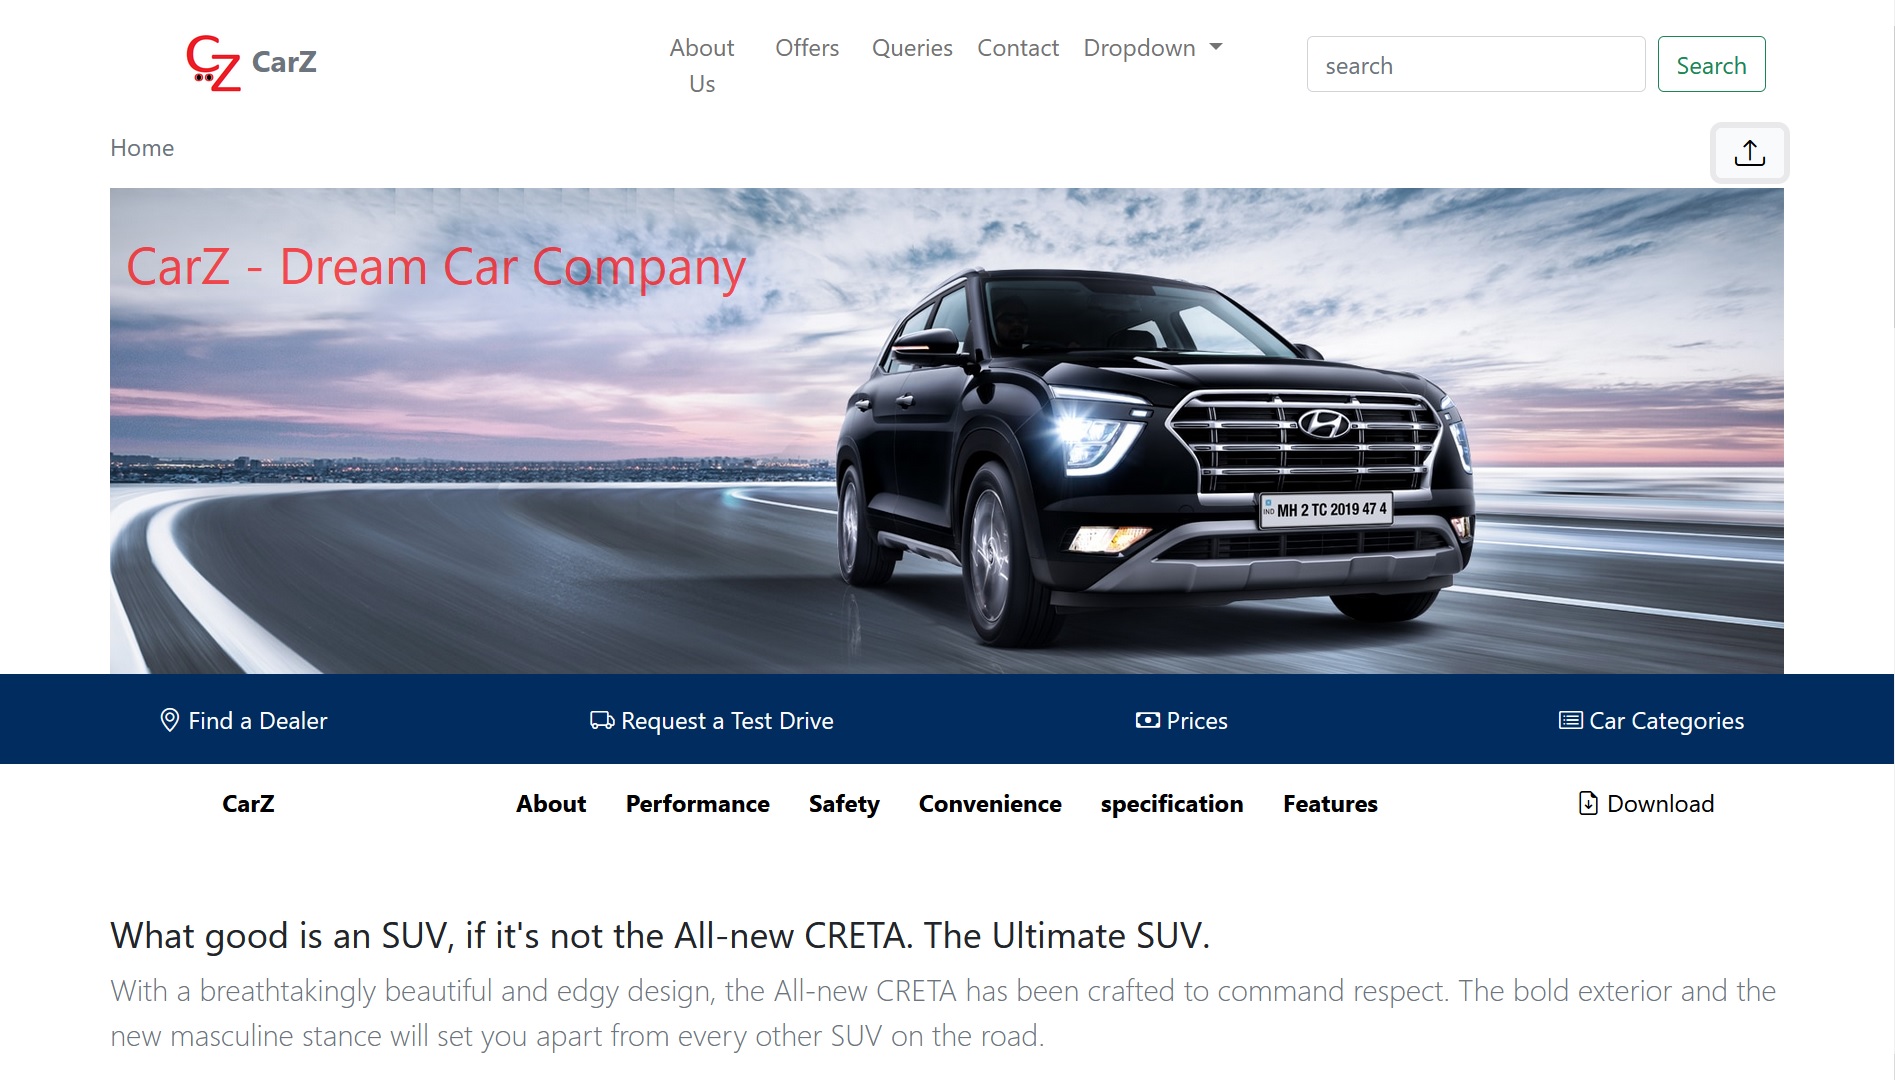 CZ CarZ
About Us
Offers
Queries
Contact
Dropdown
search
Search
Home
CarZ - Dream Car Company
IND MH 2 TC 2019 47 4
Find a Dealer
Request a Test Drive
Prices
Car Categories
CarZ
About
Performance
Safety
Convenience
specification
Features
Download
What good is an SUV, if it's not the All-new CRETA. The Ultimate SUV.
With a breathtakingly beautiful and edgy design, the All-new CRETA has been crafted to command respect. The bold exterior and the
new masculine stance will set you apart from every other SUV on the road.